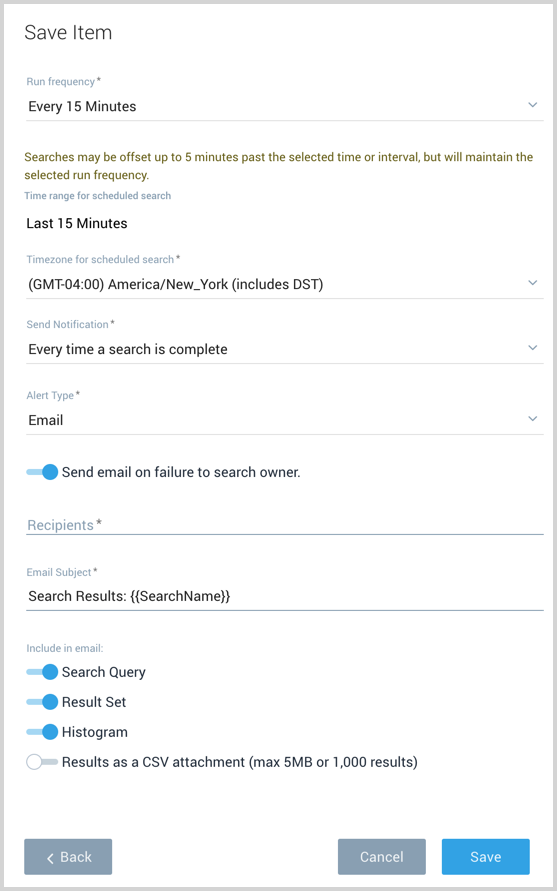 Save Item
Run frequency*
Every 15 Minutes
Searches may be offset up to 5 minutes past the selected time or interval, but will maintain the
selected run frequency.
Time range for scheduled search
Last 15 Minutes
Timezone for scheduled search*
(GMT-04:00) America/New_York (includes DST)
Send Notification*
Every time a search is complete
Alert Type*
Email
Send email on failure to search owner.
Recipients*
Email Subject*
Search Results: {{SearchName}}
Include in email:
Search Query
Result Set
Histogram
Results as a CSV attachment (max 5MB or 1,000 results)
Back Cancel Save